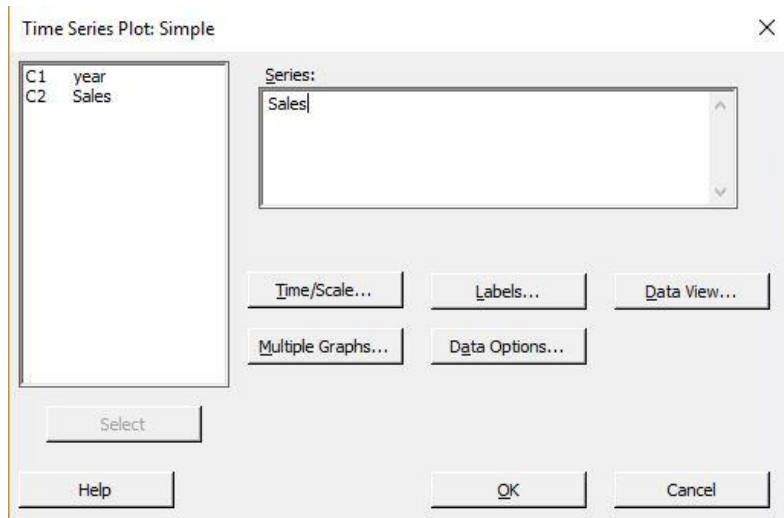 Time Series Plot: Simple
C1 year
C2 Sales
Series:
Sales
Time/Scale...
Labels...
Data View...
Multiple Graphs...
Data Options...
Select
Help
OK
Cancel